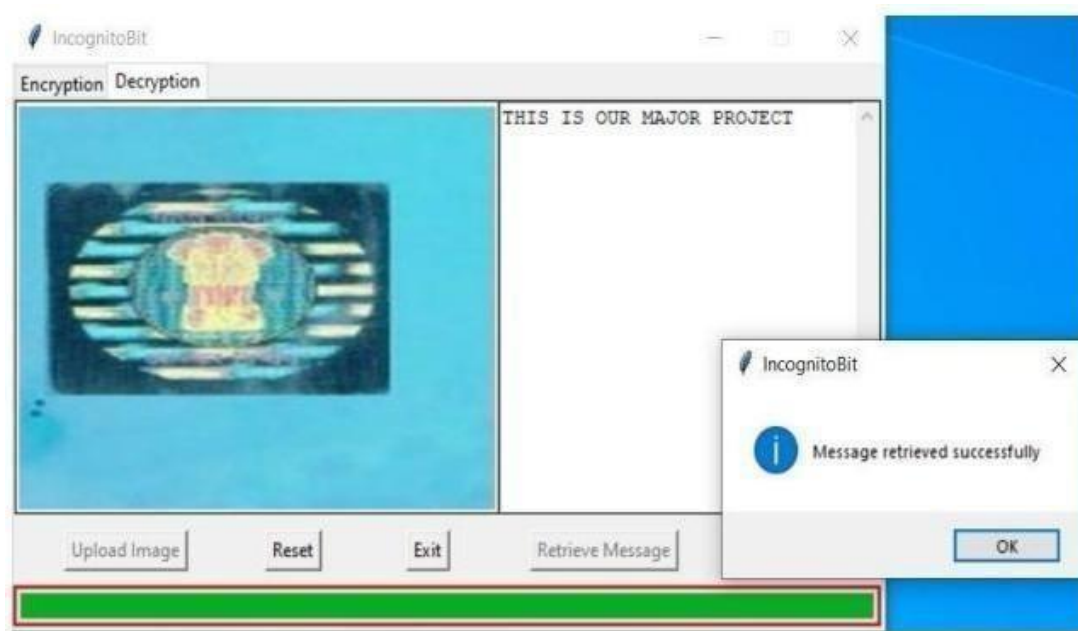 IncognitoBit
Encryption Decryption
THIS IS OUR MAJOR PROJECT
IncognitoBit
Message retrieved successfully
OK
Upload Image Reset Exit Retrieve Message